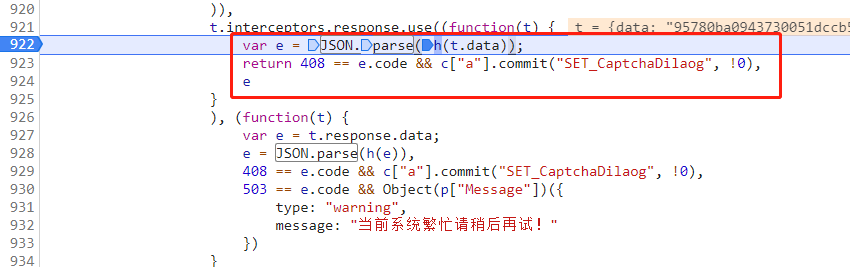 920 )),
921 t.interceptors.response.use((function(t) { t = {data: "95780ba0943730051dccb5
922 var e = JSON.parse(h(t.data));
923 return 408 == e.code && c["a"].commit("SET_CaptchaDilaog", !0),
924 e
925 }
926 ), (function(t) {
927 var e = t.response.data;
928 e = JSON.parse(h(e)),
929 408 == e.code && c["a"].commit("SET_CaptchaDilaog", !0),
930 503 == e.code && Object(p["Message"])({
931 type: "warning",
932 message: "当前系统繁忙请稍后再试！"
933 })
934 }